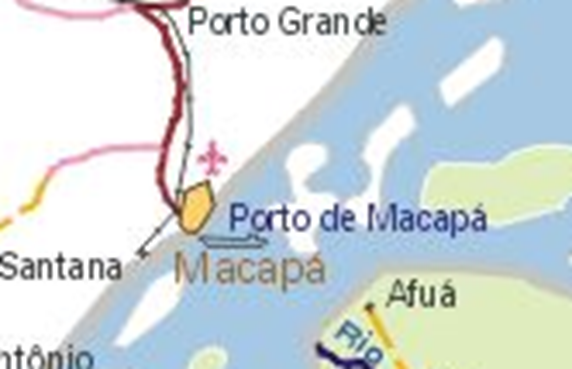 Porto Grande
Porto de Macapá
Santana
Macapá
Afuá
Rio
ntônio